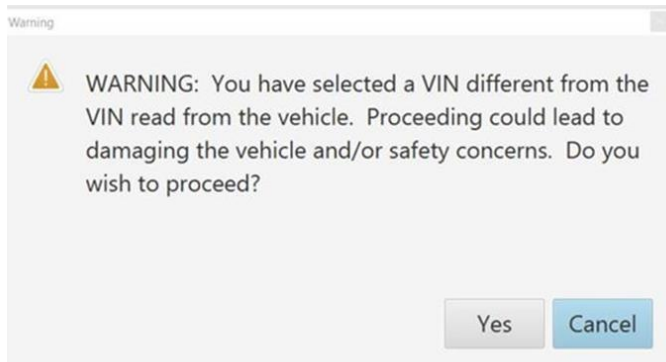 Warning
WARNING: You have selected a VIN different from the
VIN read from the vehicle. Proceeding could lead to
damaging the vehicle and/or safety concerns. Do you
wish to proceed?
Yes
Cancel